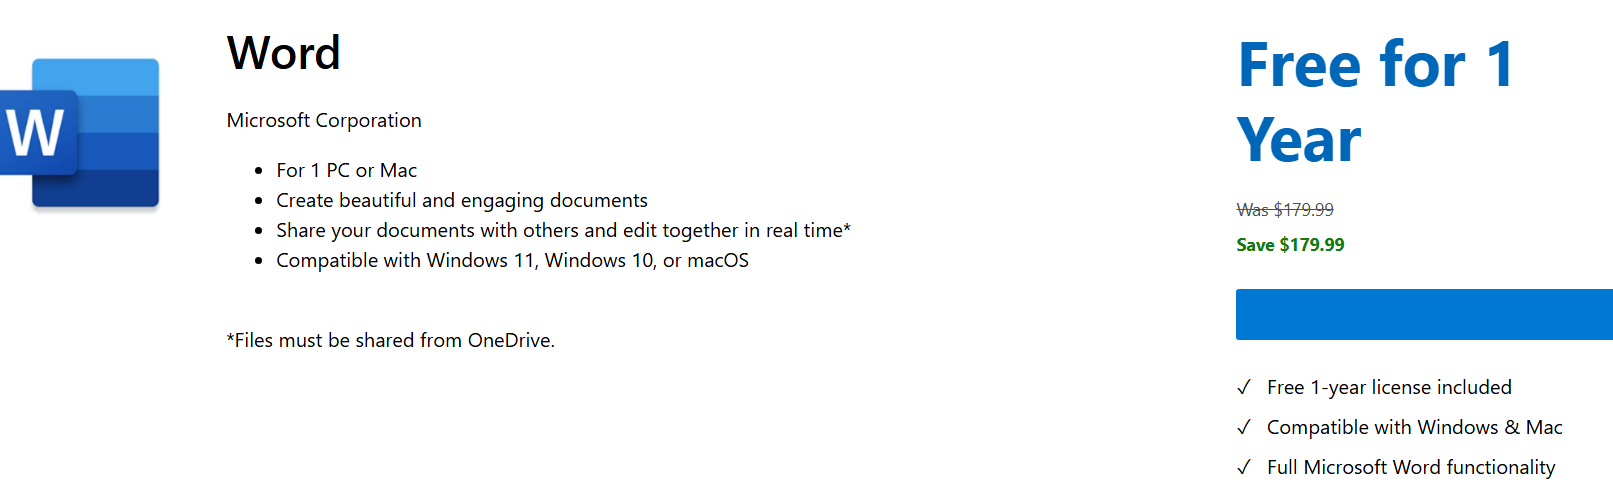 W
Word
Microsoft Corporation
• For 1 PC or Mac
• Create beautiful and engaging documents
• Share your documents with others and edit together in real time*
• Compatible with Windows 11, Windows 10, or macOS
*Files must be shared from OneDrive.
Free for 1
Year
Was $179.99
Save $179.99
✓ Free 1-year license included
✓ Compatible with Windows & Mac
✓ Full Microsoft Word functionality